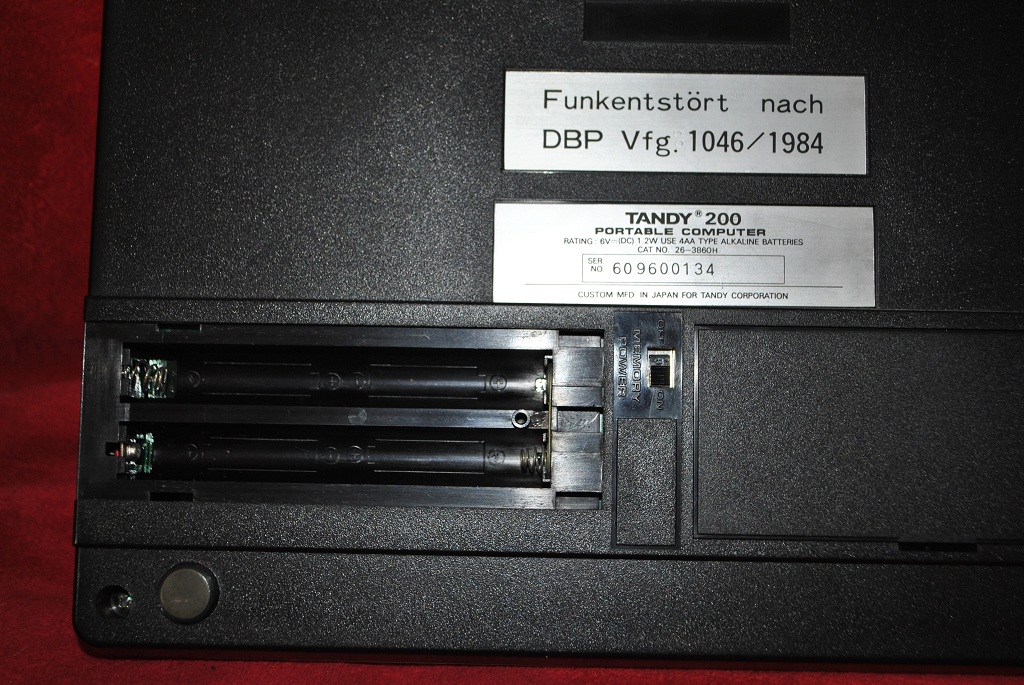 Funkentstört nach
DBP Vfg. 1046/1984
TANDY® 200
PORTABLE COMPUTER
RATING: 6V⎓(DC) 1.2W USE 4AA TYPE ALKALINE BATTERIES
CAT NO. 26-3860H
SER NO. 609600134
CUSTOM MFD. IN JAPAN FOR TANDY CORPORATION
OFF ON
MEMORY
POWER